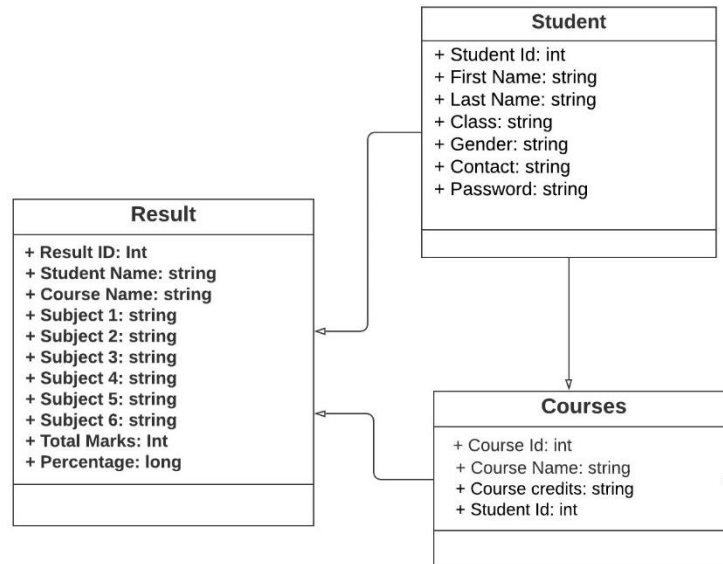 Student
+ Student Id: int
+ First Name: string
+ Last Name: string
+ Class: string
+ Gender: string
+ Contact: string
+ Password: string
Result
+ Result ID: Int
+ Student Name: string
+ Course Name: string
+ Subject 1: string
+ Subject 2: string
+ Subject 3: string
+ Subject 4: string
+ Subject 5: string
+ Subject 6: string
+ Total Marks: Int
+ Percentage: long
Courses
+ Course Id: int
+ Course Name: string
+ Course credits: string
+ Student Id: int